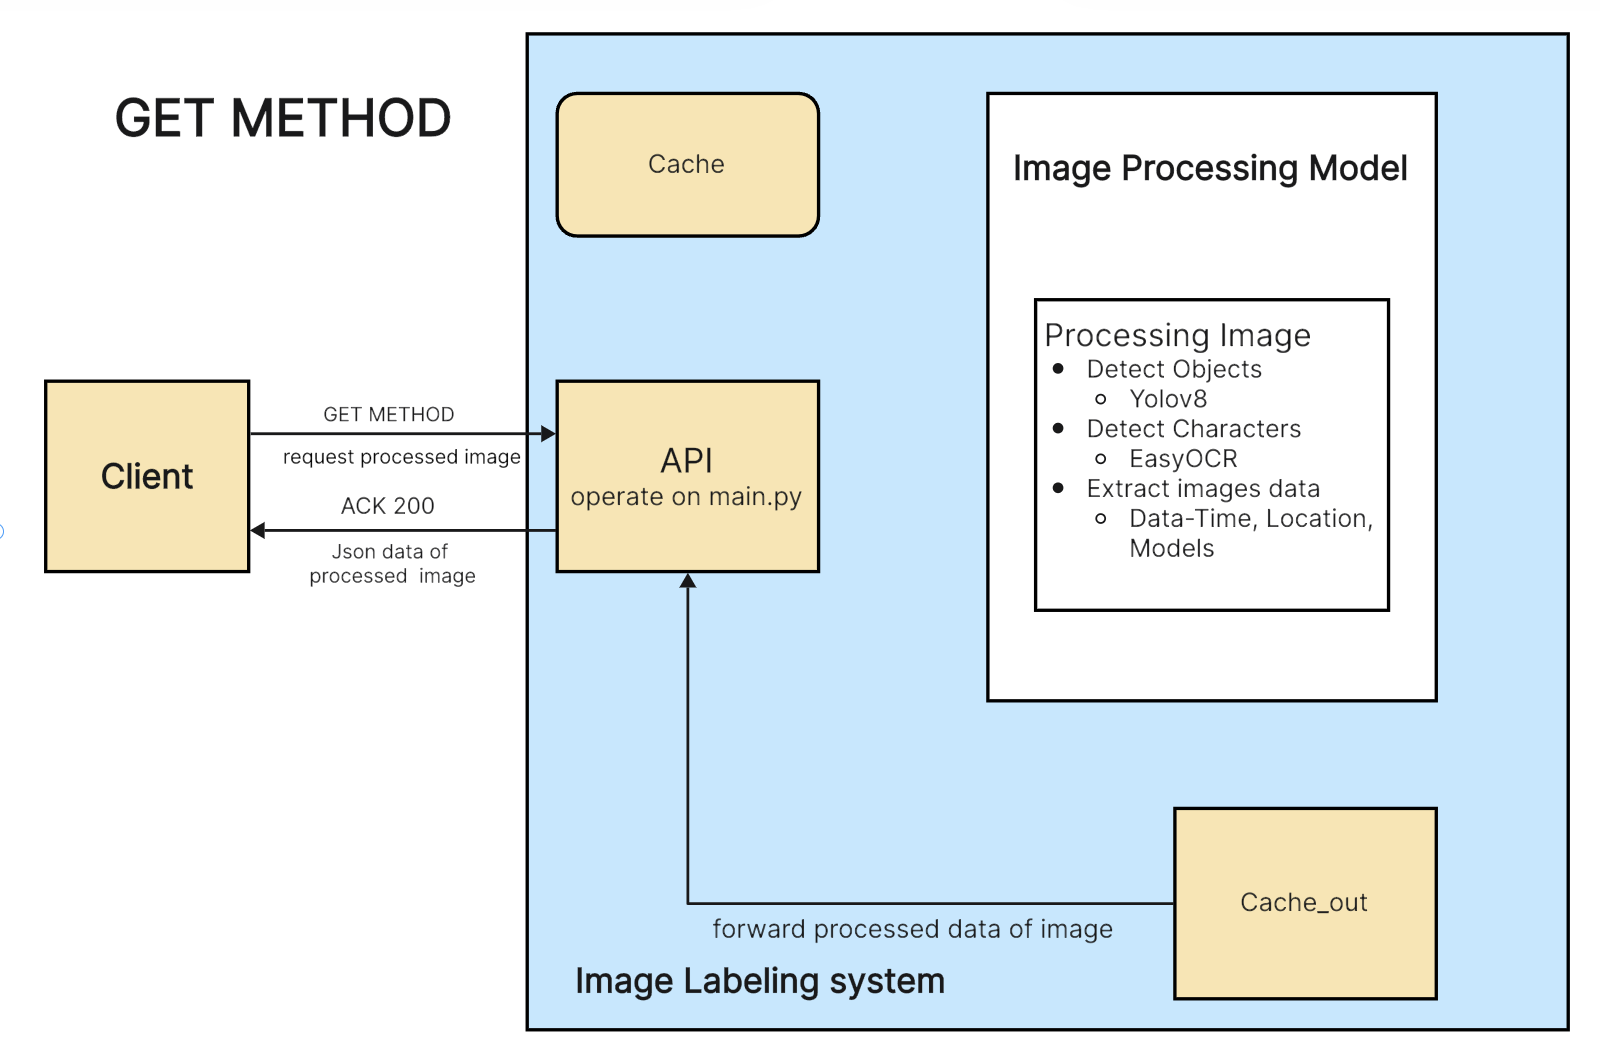 GET METHOD
Cache
Image Processing Model
Processing Image
Detect Objects
Yolov8
Detect Characters
EasyOCR
Extract images data
Data-Time, Location,
Models
Client
GET METHOD
request processed image
ACK 200
Json data of
processed image
API
operate on main.py
forward processed data of image
Cache_out
Image Labeling system